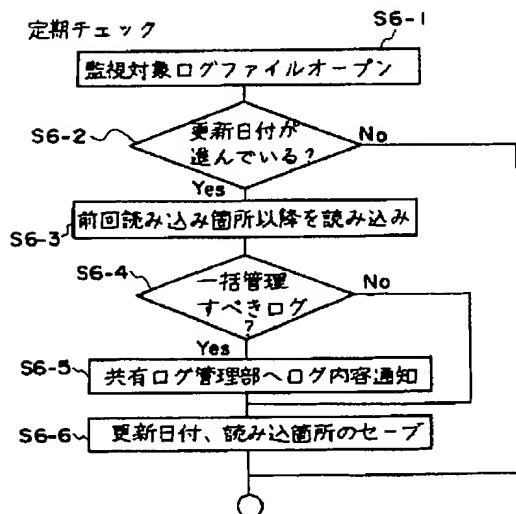 定期チェック
S6-1
監視対象ログファイルオープン
S6-2
更新日付が
進んでいる?
No
Yes
S6-3
前回読み込み箇所以降を読み込み
S6-4
一括管理
すべきログ
?
No
Yes
S6-5
共有ログ管理部へログ内容通知
S6-6
更新日付、読み込箇所のセーブ